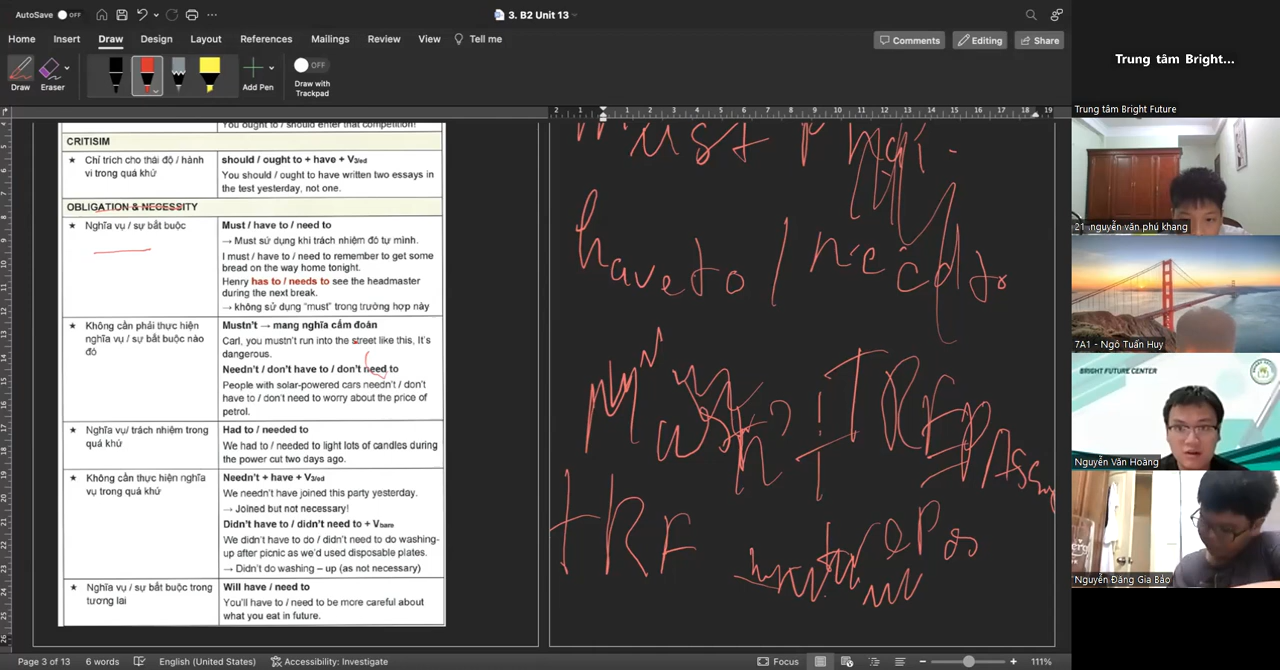 AutoSave OFF
3. B2 Unit 13
Home Insert Draw Design Layout References Mailings Review View Tell me
Comments Editing Share
Draw Eraser Add Pen
OFF
Draw with Trackpad
You ought to / should enter that competition!
CRITISIM
★ Chỉ trích cho thái độ / hành vi trong quá khứ
should / ought to + have + V3/ed
You should / ought to have written two essays in
the test yesterday, not one.
OBLIGATION & NECESSITY
★ Nghĩa vụ / sự bắt buộc
Must / have to / need to
→ Must sử dụng khi trách nhiệm đó tự mình.
I must / have to / need to remember to get some
bread on the way home tonight.
Henry has to / needs to see the headmaster
during the next break.
→ không sử dụng “must” trong trường hợp này
★ Không cần phải thực hiện
nghĩa vụ / sự bắt buộc nào
đó
Mustn't → mang nghĩa cấm đoán
Carl, you mustn't run into the street like this, It's
dangerous.
Needn't / don't have to / don't need to
People with solar-powered cars needn't / don't
have to / don't need to worry about the price of
petrol.
★ Nghĩa vụ/ trách nhiệm trong
quá khứ
Had to / needed to
We had to / needed to light lots of candles during
the power cut two days ago.
★ Không cần thực hiện nghĩa
vụ trong quá khứ
Needn't + have + V3/ed
We needn't have joined this party yesterday.
→ Joined but not necessary!
Didn't have to / didn't need to + Vbare
We didn't have to do / didn't need to do washing-
up after picnic as we'd used disposable plates.
→ Didn't do washing – up (as not necessary)
★ Nghĩa vụ / sự bắt buộc trong
tương lai
Will have / need to
You'll have to / need to be more careful about
what you eat in future.
must
have to / need to
Page 3 of 13 6 words English (United States) Accessibility: Investigate
Focus 111%
Trung tâm Bright...
Trung tâm Bright Future
21_nguyễn văn phú khang
7A1 - Ngô Tuấn Huy
BRIGHT FUTURE CENTER
Nguyễn Văn Hoàng
Nguyễn Đăng Gia Bảo